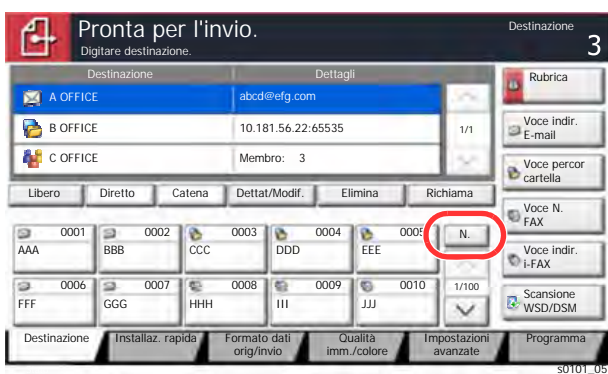 Pronta per l'invio.
Digitare destinazione.
Destinazione
3
Destinazione Dettagli
A OFFICE abcd@efg.com
B OFFICE 10.181.56.22:65535
1/1
C OFFICE Membro: 3
Rubrica
Voce indir.
E-mail
Voce percor
cartella
Voce N.
FAX
Voce indir.
i-FAX
Scansione
WSD/DSM
Libero Diretto Catena Dettat/Modif. Elimina Richiama
0001 0002 0003 0004 0005 N.
AAA BBB CCC DDD EEE
0006 0007 0008 0009 0010 1/100
FFF GGG HHH III JJJ
Destinazione Installaz. rapida Formato dati
orig/invio
Qualità
imm./colore
Impostazioni
avanzate
Programma
s0101_05